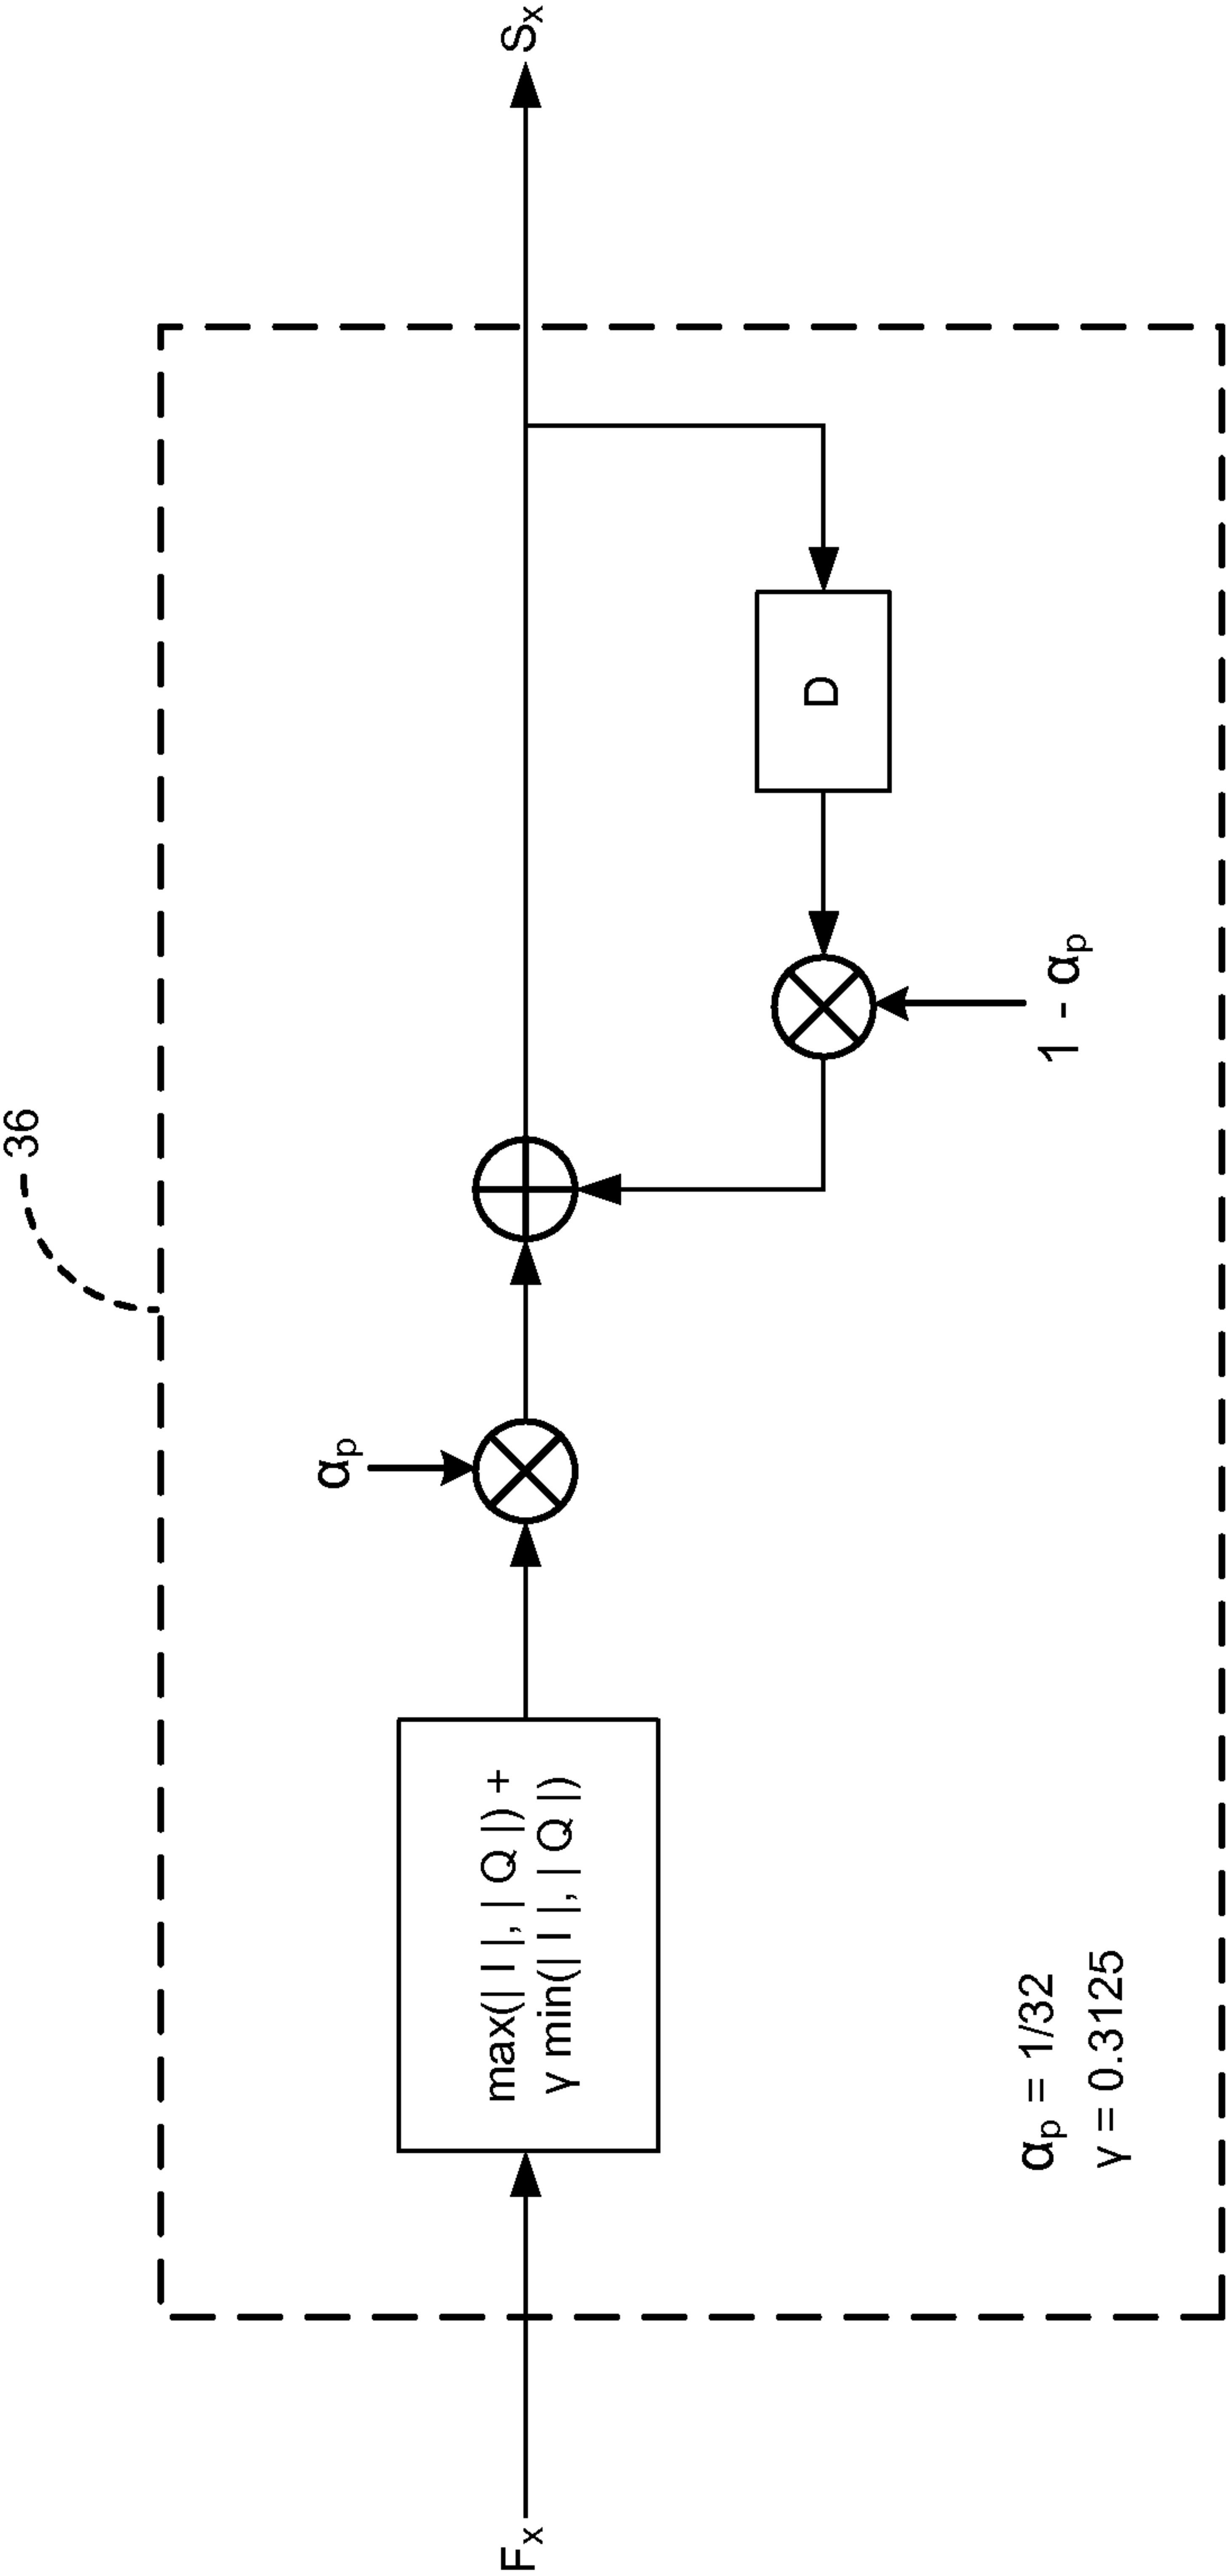 36
αp
Fx
max(| I |, | Q |) +
γ min(| I |, | Q |)
Sx
D
1 - αp
αp = 1/32
γ = 0.3125